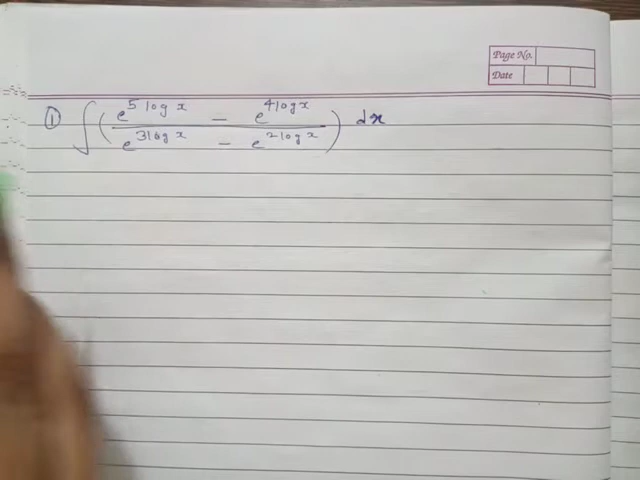 Page No.
Date
① ∫ ( (e^{5 log x} - e^{4 log x}) / (e^{3 log x} - e^{2 log x}) ) dx